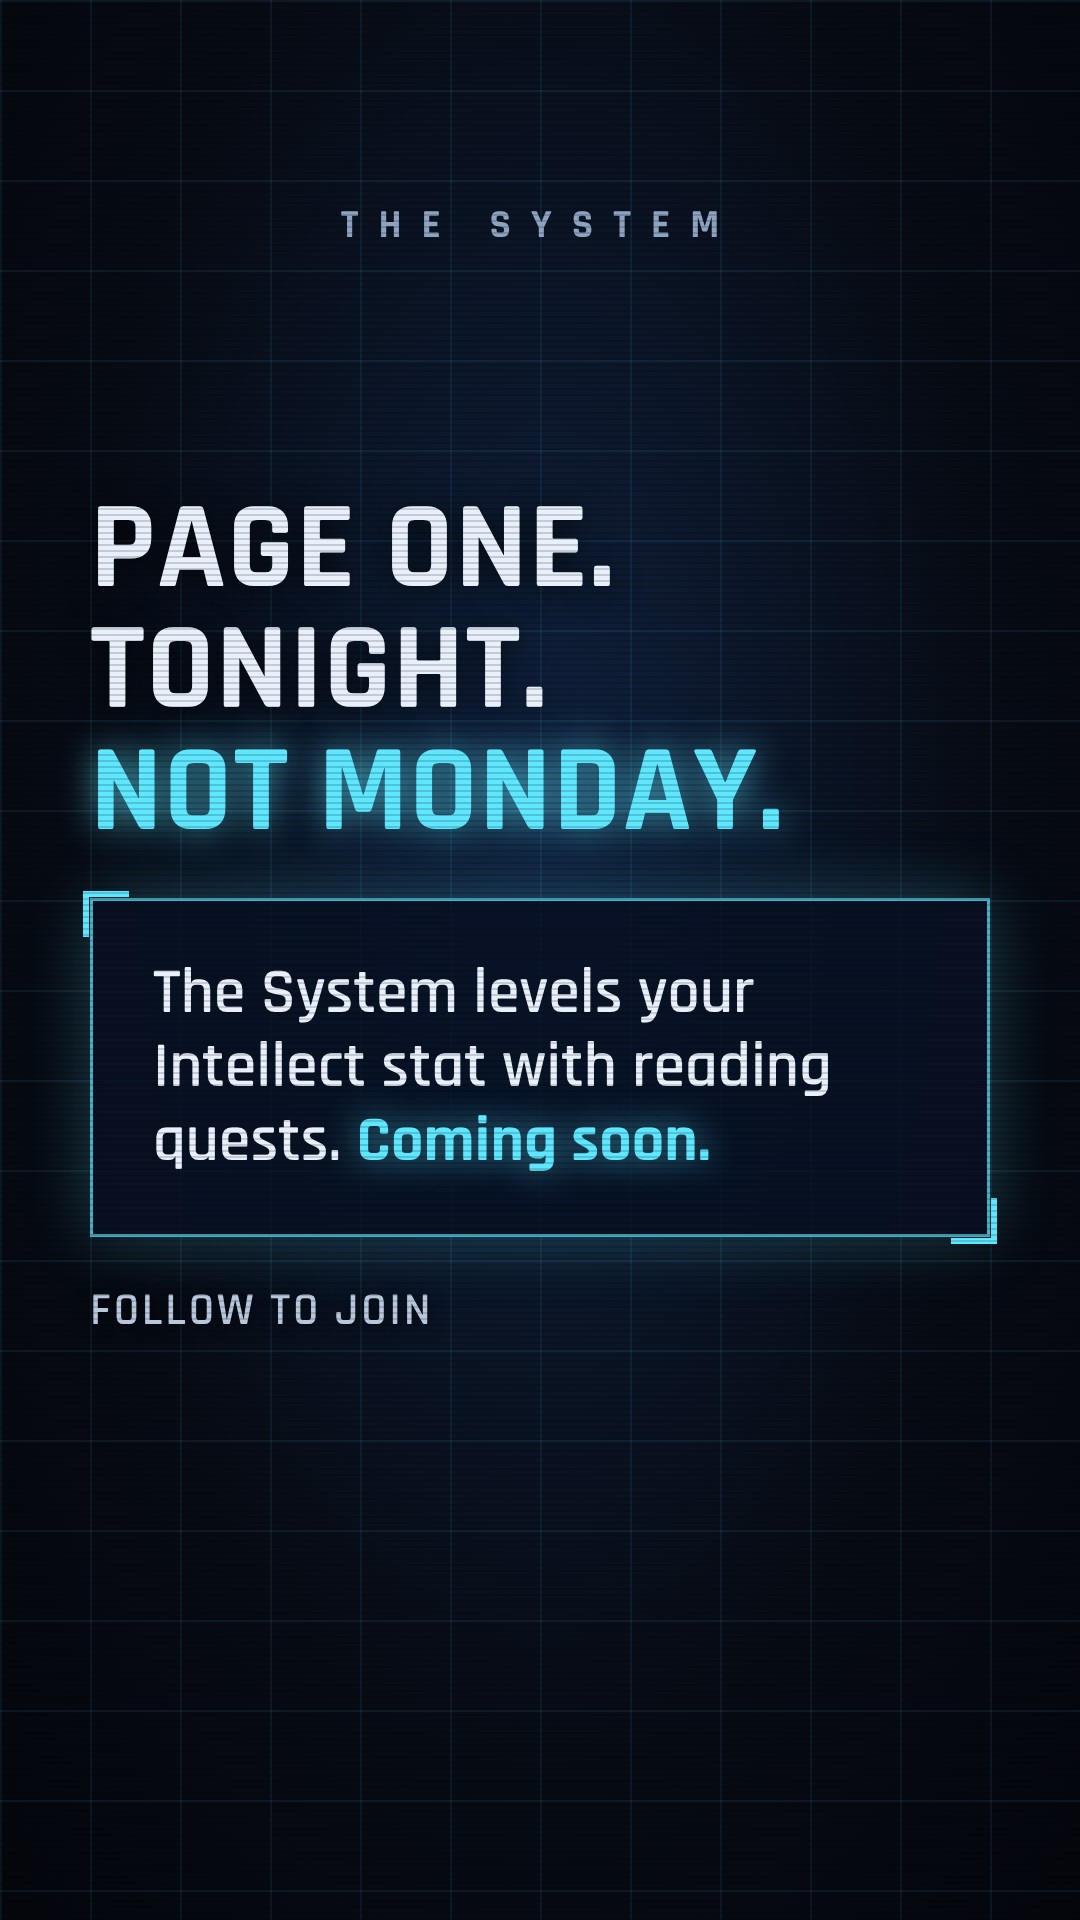 THE SYSTEM
PAGE ONE.
TONIGHT.
NOT MONDAY.
The System levels your
Intellect stat with reading
quests. Coming soon.
FOLLOW TO JOIN